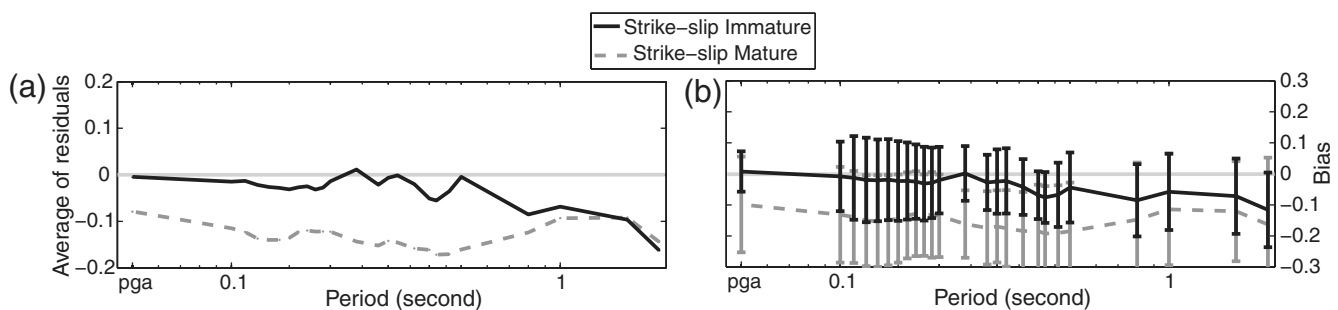 Strike–slip Immature
Strike–slip Mature
(a)
Average of residuals
0.2
0.1
0
−0.1
−0.2
pga
0.1
1
Period (second)
(b)
0.3
0.2
0.1
0
−0.1
−0.2
−0.3
Bias
pga
0.1
1
Period (second)